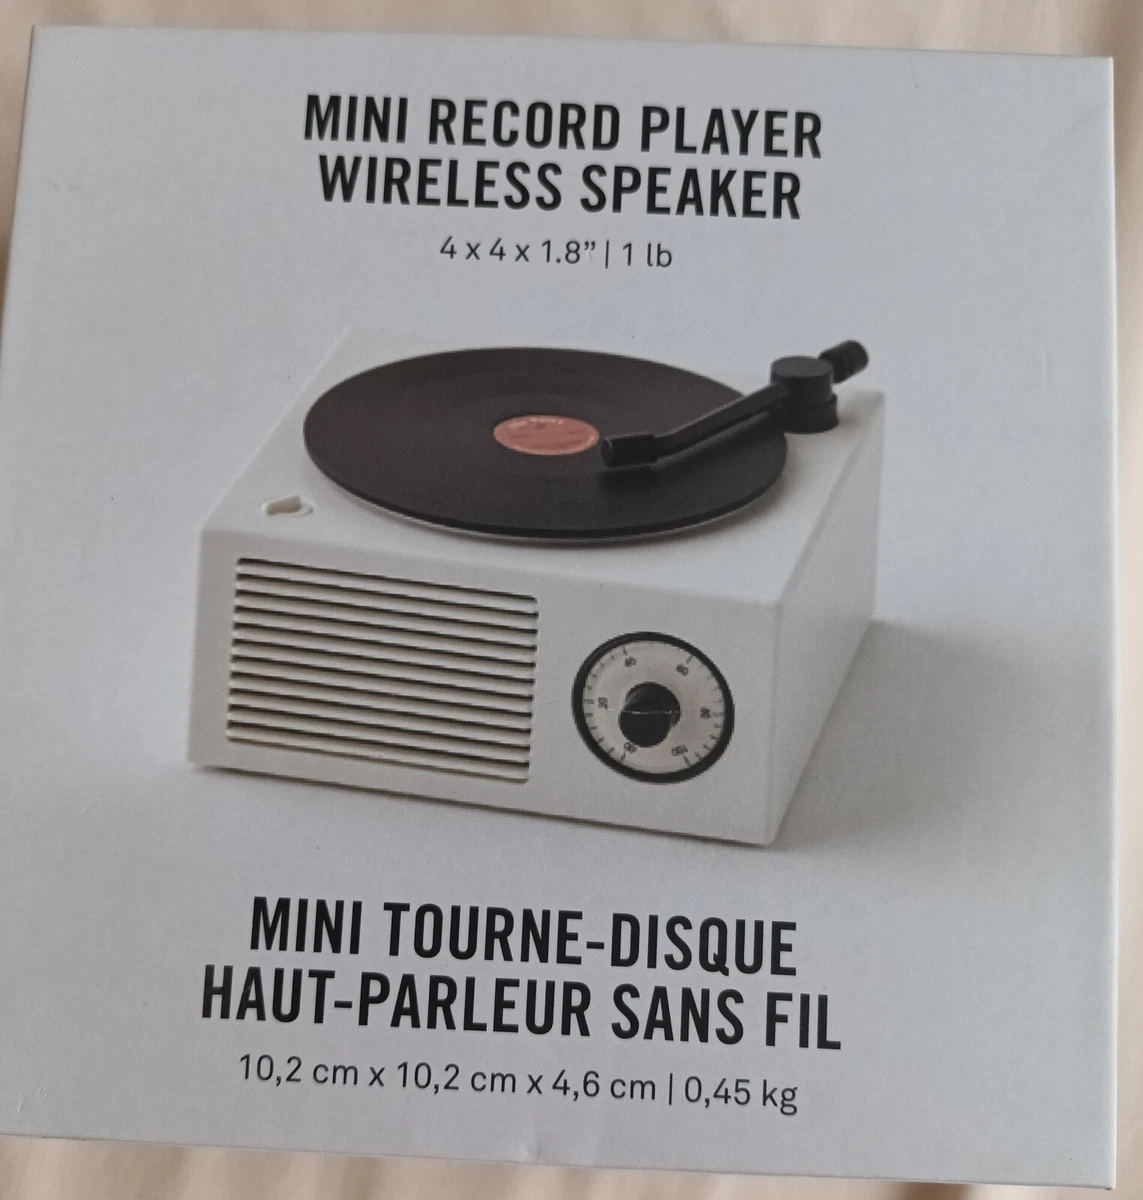 MINI RECORD PLAYER
WIRELESS SPEAKER
4 x 4 x 1.8” | 1 lb
MINI TOURNE-DISQUE
HAUT-PARLEUR SANS FIL
10,2 cm x 10,2 cm x 4,6 cm | 0,45 kg